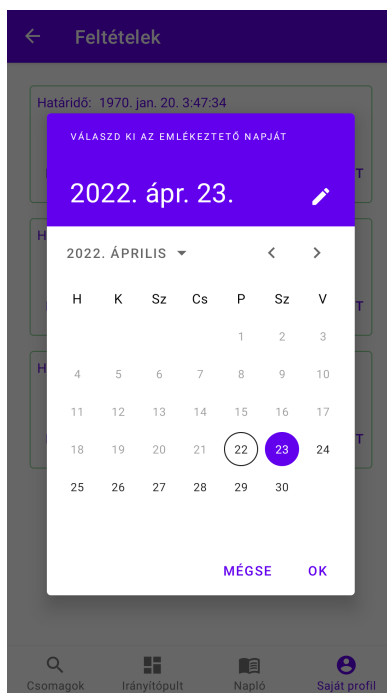 Feltételek
Határidő: 1970. jan. 20. 3:47:34
VÁLASZD KI AZ EMLÉKEZTETŐ NAPJÁT
T
2022. ápr. 23.
H
2022. ÁPRILIS
H K Sz Cs P Sz V
T
1 2 3
H
4 5 6 7 8 9 10
11 12 13 14 15 16 17
T
18 19 20 21 22 23 24
25 26 27 28 29 30
MÉGSE OK
Csomagok Irányítópult Napló Saját profil